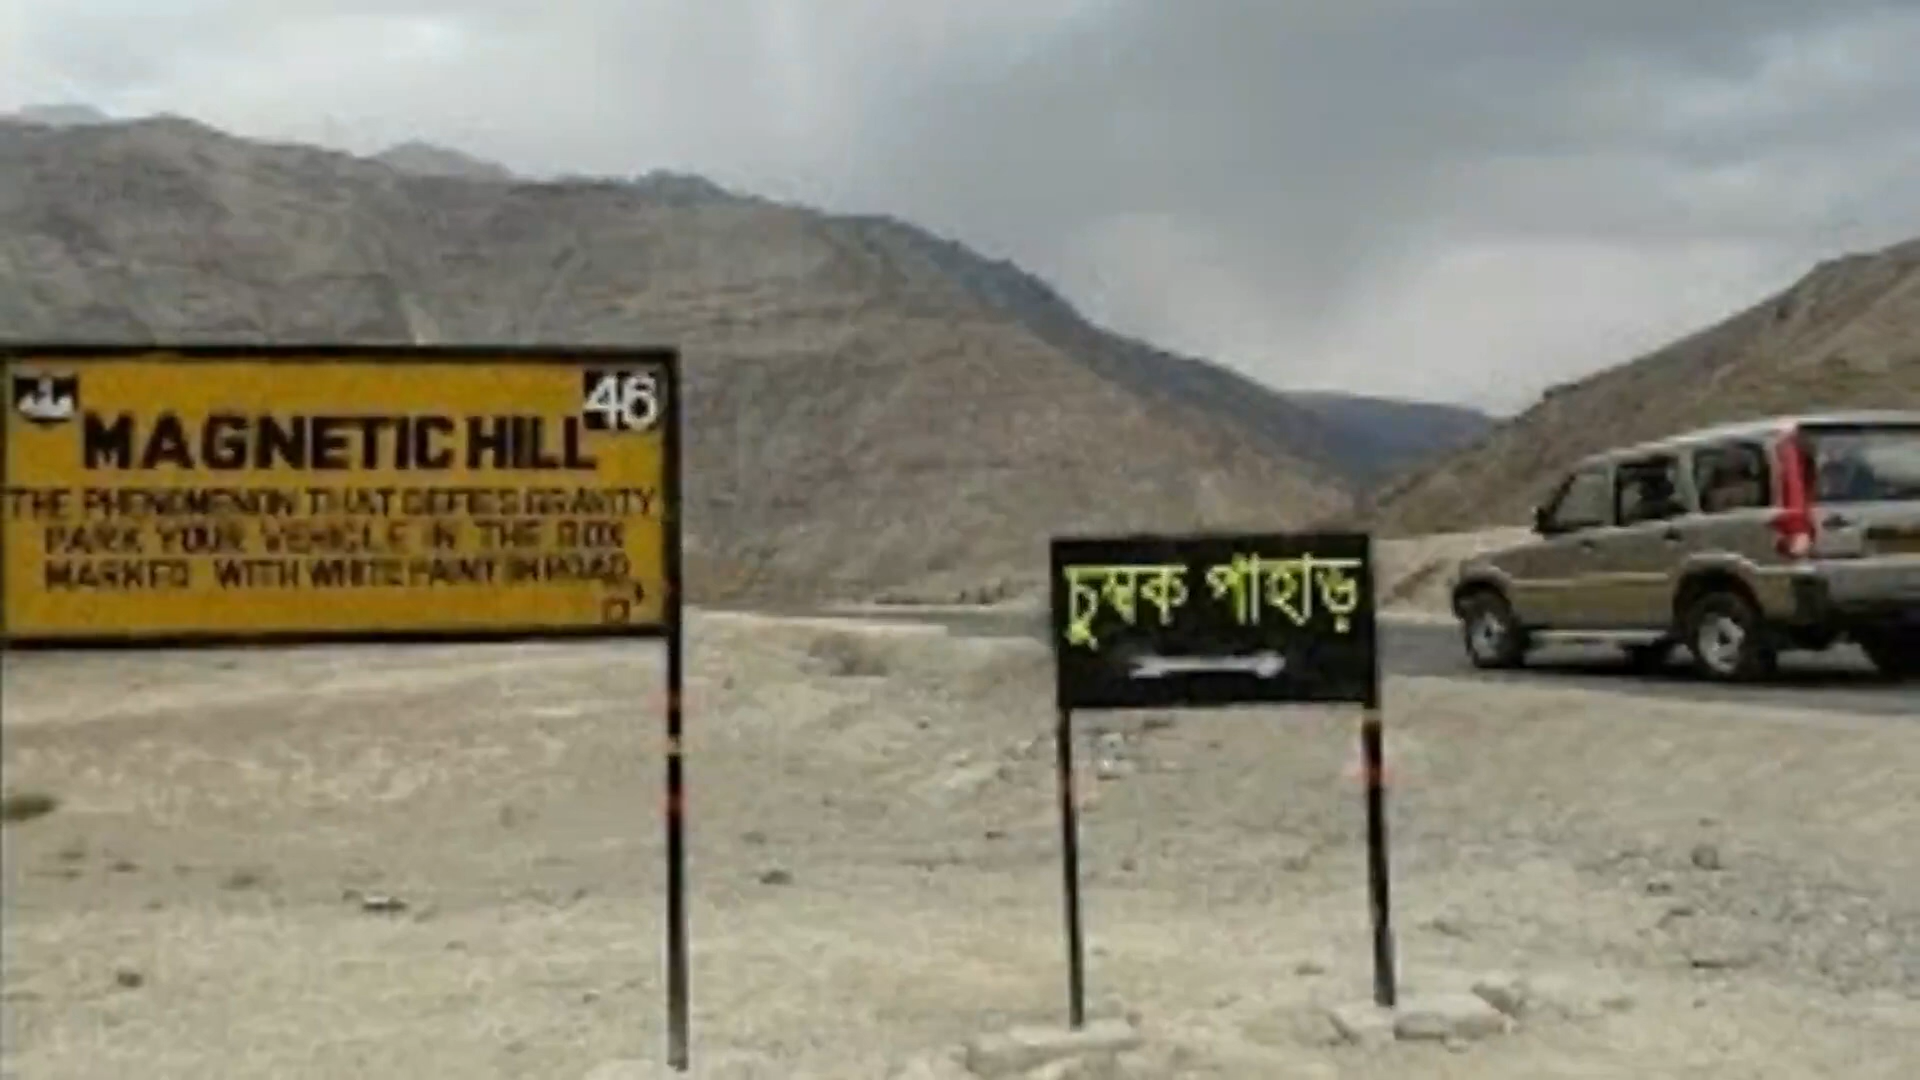 46
MAGNETIC HILL
THE PHENOMENON THAT DEFIES GRAVITY
PARK YOUR VEHICLE IN THE BOX
MARKED WITH WHITE PAINT ON ROAD
চুম্বক পাহাড়